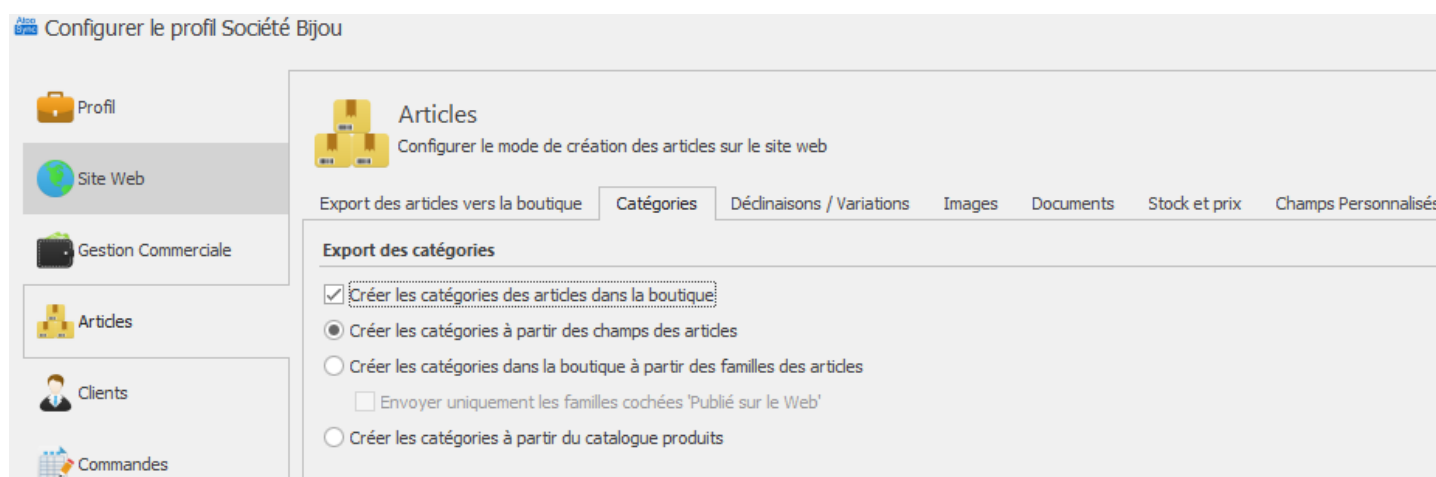 Atoo Sync Configurer le profil Société Bijou
Profil
Site Web
Gestion Commerciale
Articles
Clients
Commandes
Articles
Configurer le mode de création des articles sur le site web
Export des articles vers la boutique Catégories Déclinaisons / Variations Images Documents Stock et prix Champs Personnalisés
Export des catégories
Créer les catégories des articles dans la boutique
Créer les catégories à partir des champs des articles
Créer les catégories dans la boutique à partir des familles des articles
Envoyer uniquement les familles cochées 'Publié sur le Web'
Créer les catégories à partir du catalogue produits